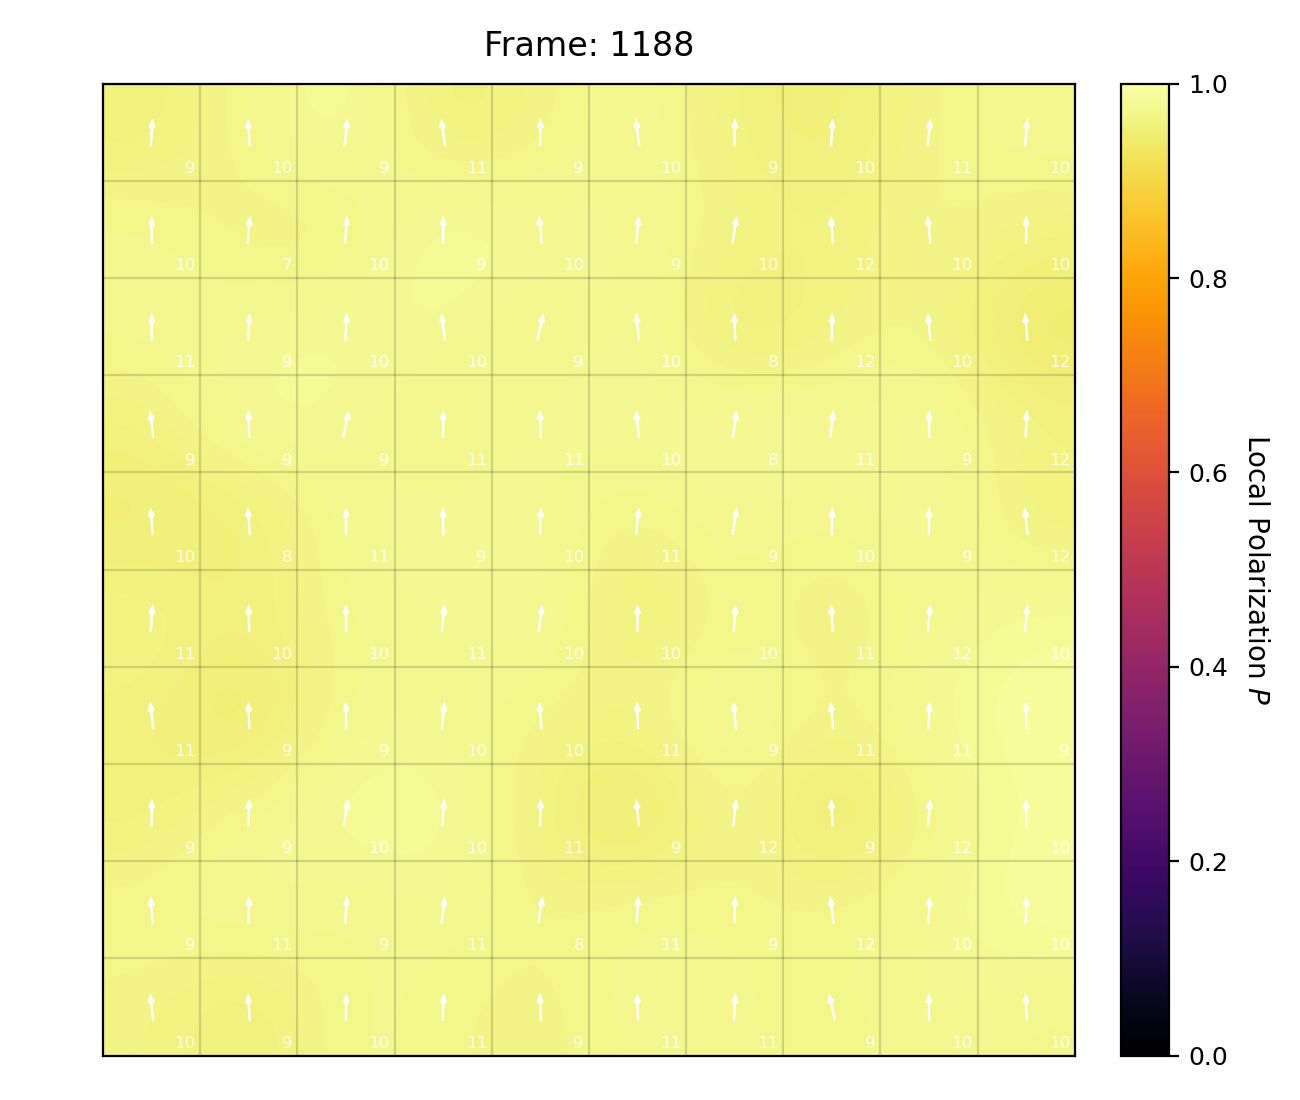 Frame: 1188
9 10 9 11 9 10 9 10 11 10
10 7 10 9 10 9 10 12 10 10
11 9 10 10 9 10 8 12 10 12
9 9 9 11 11 10 8 11 9 12
10 8 11 9 10 11 9 10 9 12
11 10 10 11 10 10 10 11 12 10
11 9 9 10 10 11 9 11 11 9
9 9 10 10 11 9 12 9 12 10
9 11 9 11 8 11 9 12 10 10
10 9 10 11 9 11 11 9 10 10
1.0
0.8
0.6
0.4
0.2
0.0
Local Polarization P